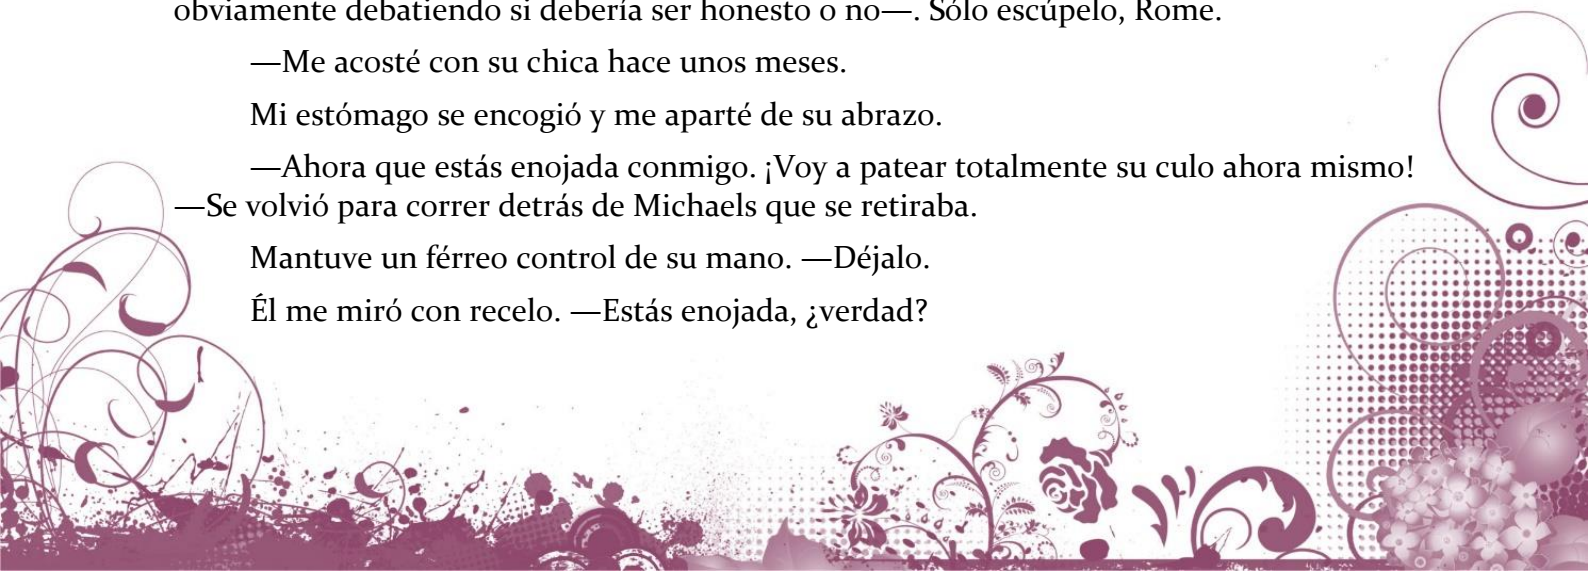 obviamente debatiendo si debería ser honesto o no—. Sólo escúpelo, Rome.
—Me acosté con su chica hace unos meses.
Mi estómago se encogió y me aparté de su abrazo.
—Ahora que estás enojada conmigo. ¡Voy a patear totalmente su culo ahora mismo!
—Se volvió para correr detrás de Michaels que se retiraba.
Mantuve un férreo control de su mano. —Déjalo.
Él me miró con recelo. —Estás enojada, ¿verdad?